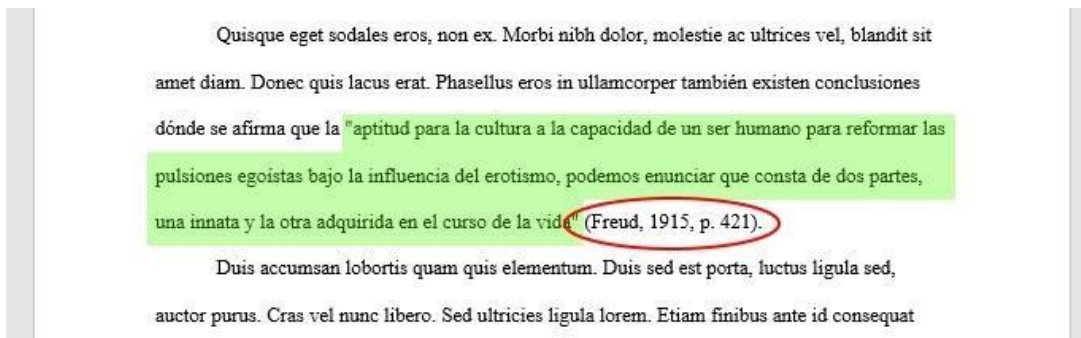 Quisque eget sodales eros, non ex. Morbi nibh dolor, molestie ac ultrices vel, blandit sit
amet diam. Donec quis lacus erat. Phasellus eros in ullamcorper también existen conclusiones
dónde se afirma que la "aptitud para la cultura a la capacidad de un ser humano para reformar las
pulsiones egoístas bajo la influencia del erotismo, podemos enunciar que consta de dos partes,
una innata y la otra adquirida en el curso de la vida" (Freud, 1915, p. 421).
Duis accumsan lobortis quam quis elementum. Duis sed est porta, luctus ligula sed,
auctor purus. Cras vel nunc libero. Sed ultricies ligula lorem. Etiam finibus ante id consequat